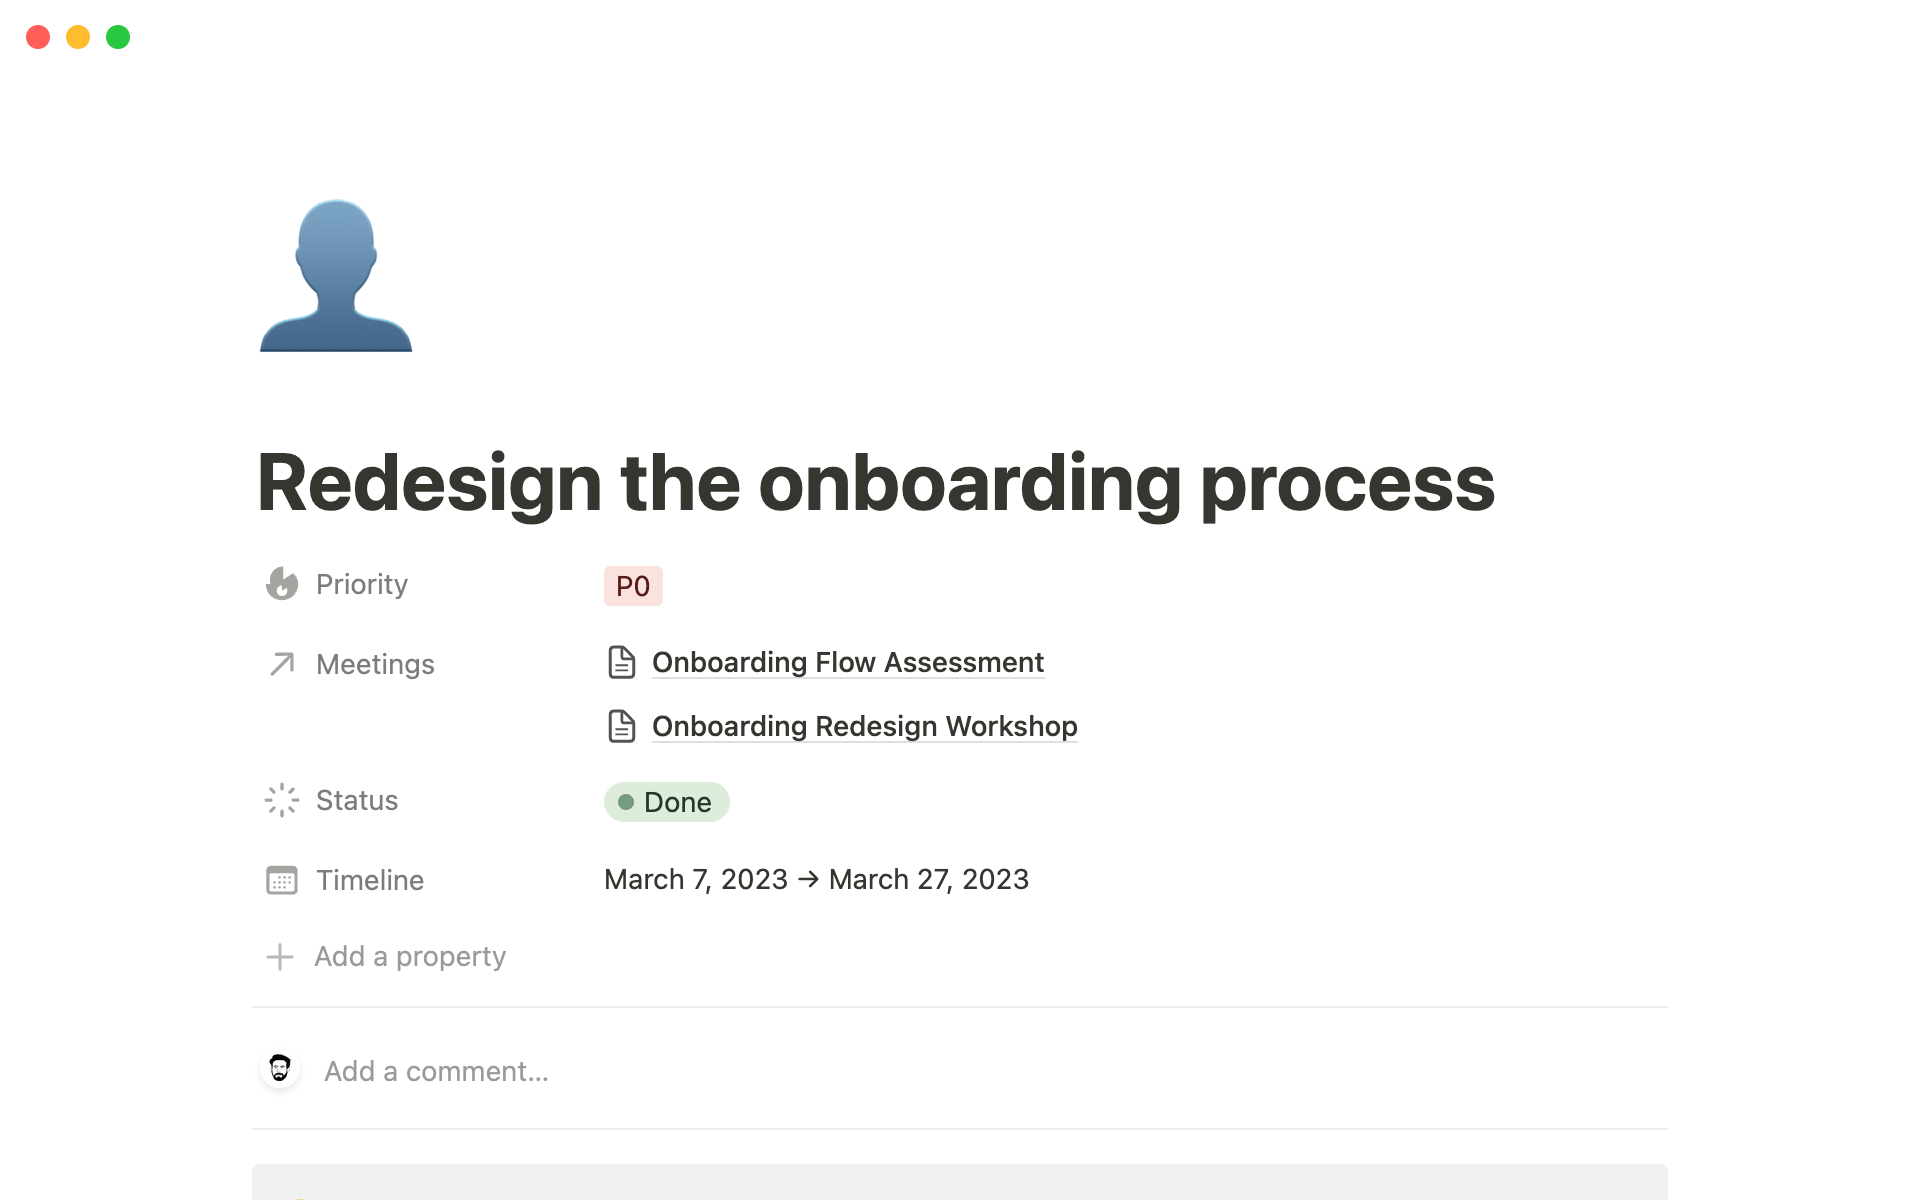 Redesign the onboarding process
Priority P0
Meetings Onboarding Flow Assessment
Onboarding Redesign Workshop
Status Done
Timeline March 7, 2023 → March 27, 2023
Add a property
Add a comment...